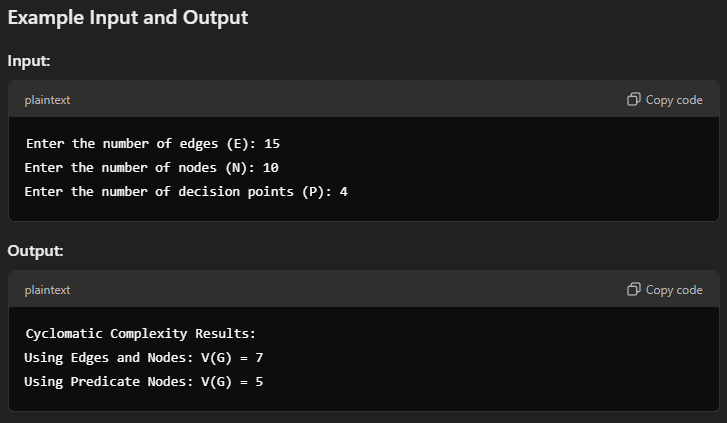 Example Input and Output
Input:
plaintext
Copy code
Enter the number of edges (E): 15
Enter the number of nodes (N): 10
Enter the number of decision points (P): 4
Output:
plaintext
Copy code
Cyclomatic Complexity Results:
Using Edges and Nodes: V(G) = 7
Using Predicate Nodes: V(G) = 5